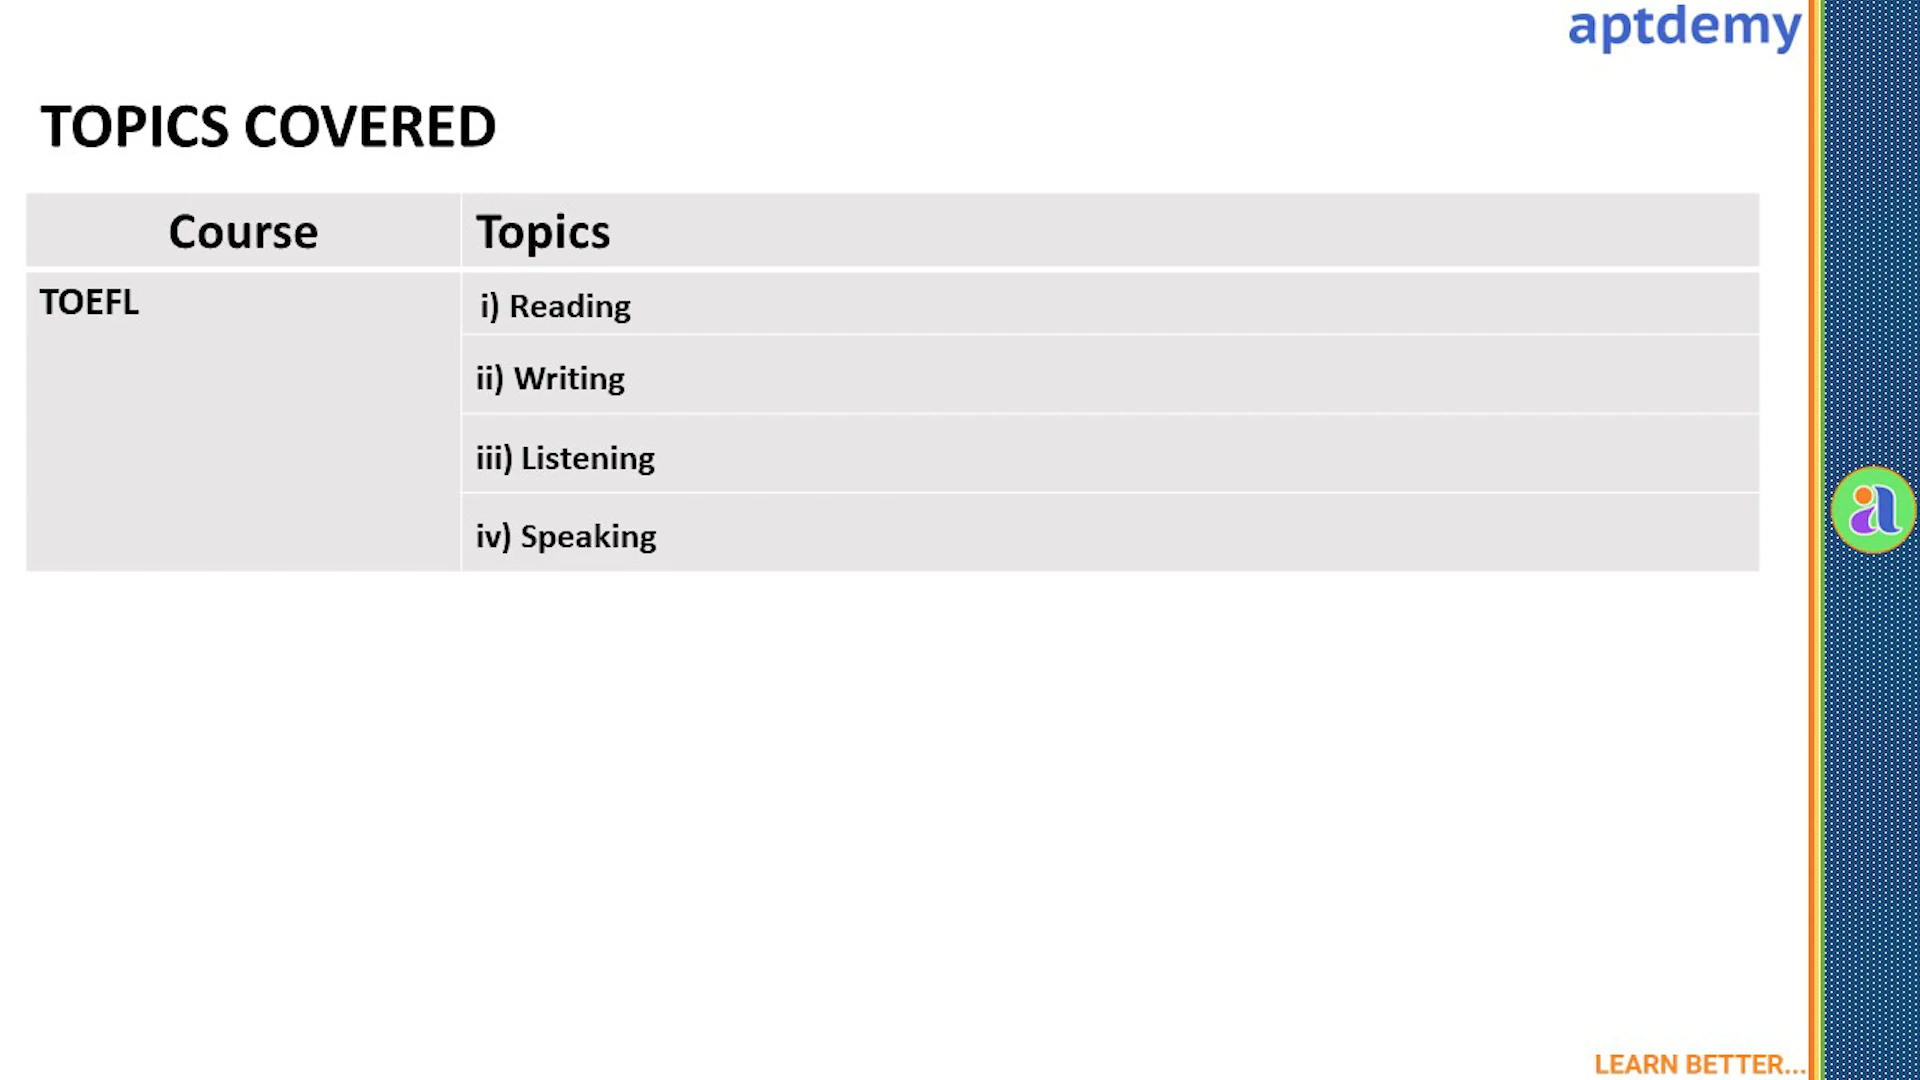 aptdemy
TOPICS COVERED
Course Topics
TOEFL i) Reading
ii) Writing
iii) Listening
iv) Speaking
a
LEARN BETTER...